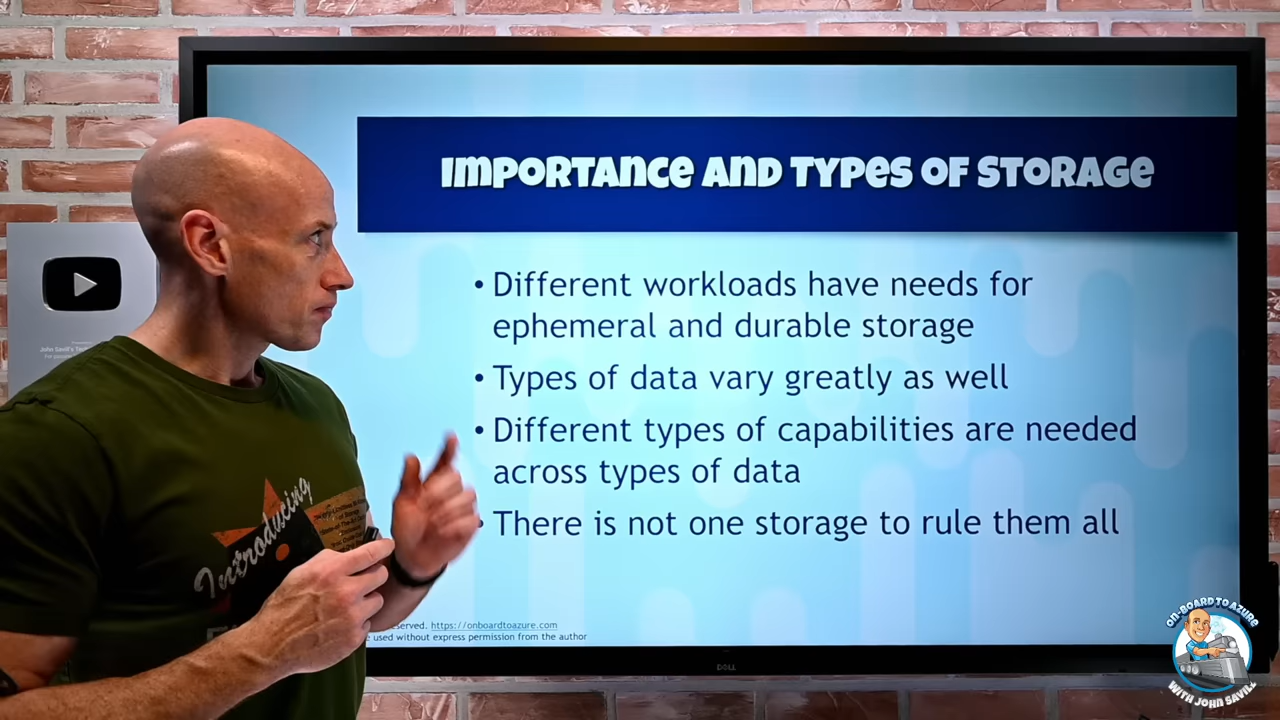 Importance and Types of Storage
• Different workloads have needs for
ephemeral and durable storage
• Types of data vary greatly as well
• Different types of capabilities are needed
across types of data
• There is not one storage to rule them all
John Savill's
Introducing
served. https://onboardtoazure.com
used without express permission from the author
DELL
ON-BOARD TO AZURE
WITH JOHN SAVILL